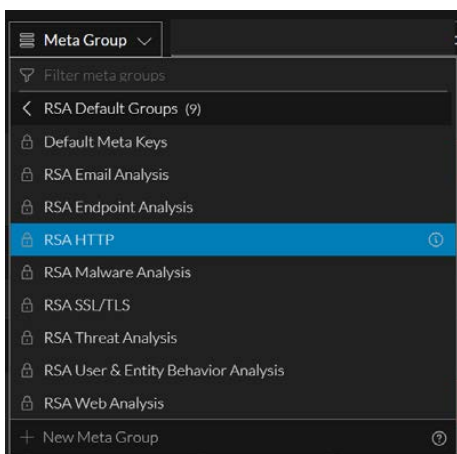 Meta Group
Filter meta groups
RSA Default Groups (9)
Default Meta Keys
RSA Email Analysis
RSA Endpoint Analysis
RSA HTTP
RSA Malware Analysis
RSA SSL/TLS
RSA Threat Analysis
RSA User & Entity Behavior Analysis
RSA Web Analysis
New Meta Group